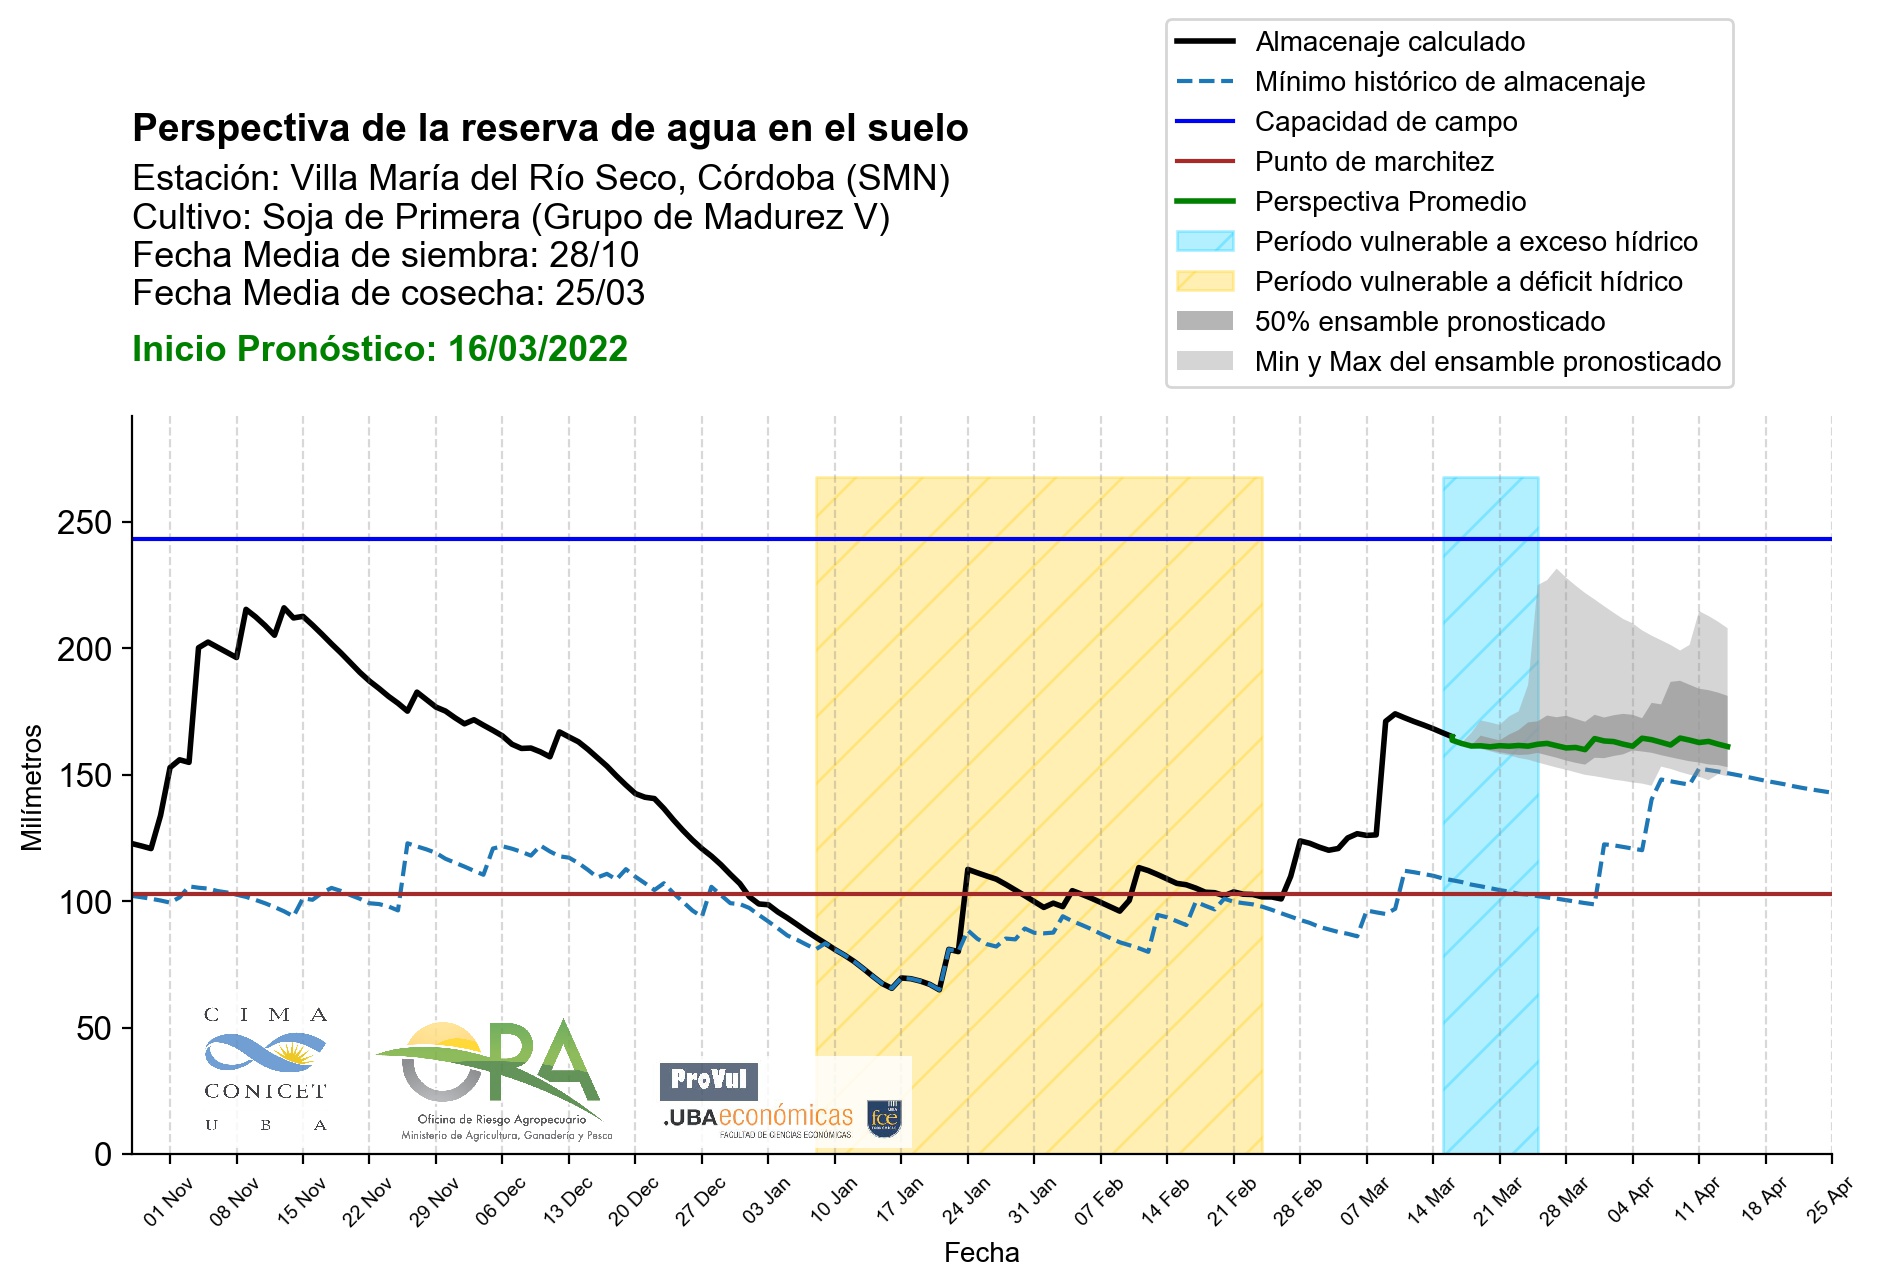 Almacenaje calculado
Mínimo histórico de almacenaje
Capacidad de campo
Punto de marchitez
Perspectiva Promedio
Período vulnerable a exceso hídrico
Período vulnerable a déficit hídrico
50% ensamble pronosticado
Min y Max del ensamble pronosticado
Perspectiva de la reserva de agua en el suelo
Estación: Villa María del Río Seco, Córdoba (SMN)
Cultivo: Soja de Primera (Grupo de Madurez V)
Fecha Media de siembra: 28/10
Fecha Media de cosecha: 25/03
Inicio Pronóstico: 16/03/2022
Milímetros
250
200
150
100
50
0
CIMA
CONICET
UBA
ORA
Oficina de Riesgo Agropecuario
Ministerio de Agricultura, Ganadería y Pesca
ProVul
.UBAeconómicas
FACULTAD DE CIENCIAS ECONÓMICAS
UBA
fce
ECONÓMICAS
01 Nov
08 Nov
15 Nov
22 Nov
29 Nov
06 Dec
13 Dec
20 Dec
27 Dec
03 Jan
10 Jan
17 Jan
24 Jan
31 Jan
07 Feb
14 Feb
21 Feb
28 Feb
07 Mar
14 Mar
21 Mar
28 Mar
04 Apr
11 Apr
18 Apr
25 Apr
Fecha